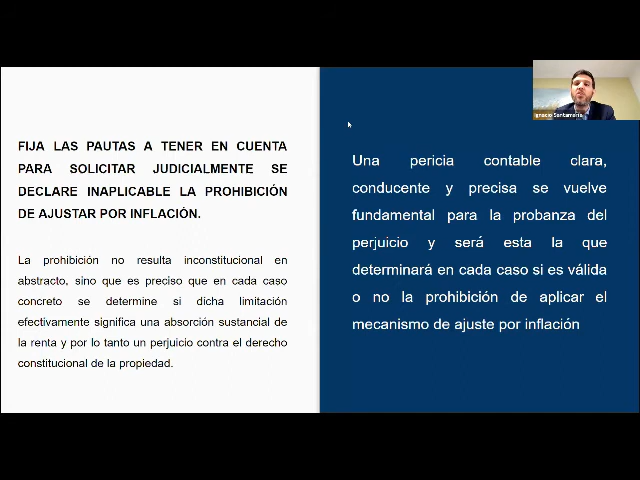 FIJA LAS PAUTAS A TENER EN CUENTA
PARA SOLICITAR JUDICIALMENTE SE
DECLARE INAPLICABLE LA PROHIBICIÓN
DE AJUSTAR POR INFLACIÓN.
La prohibición no resulta inconstitucional en
abstracto, sino que es preciso que en cada caso
concreto se determine si dicha limitación
efectivamente significa una absorción sustancial de
la renta y por lo tanto un perjuicio contra el derecho
constitucional de la propiedad.
Una pericia contable clara,
conducente y precisa se vuelve
fundamental para la probanza del
perjuicio y será esta la que
determinará en cada caso si es válida
o no la prohibición de aplicar el
mecanismo de ajuste por inflación
Ignacio Santamaria